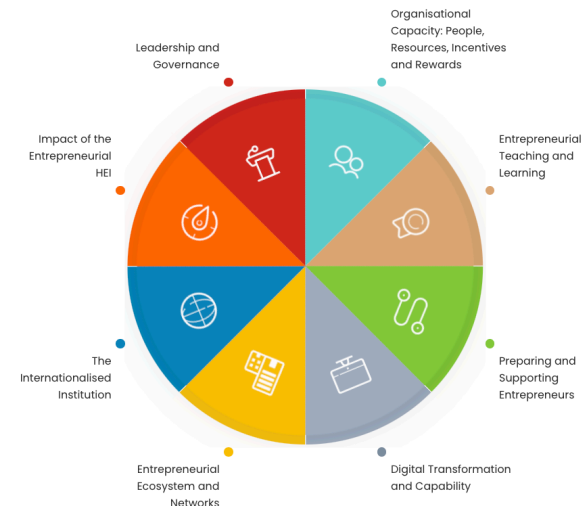 Organisational
Capacity: People,
Resources, Incentives
and Rewards
Leadership and
Governance
Impact of the
Entrepreneurial
HEI
Entrepreneurial
Teaching and
Learning
The
Internationalised
Institution
Preparing and
Supporting
Entrepreneurs
Entrepreneurial
Ecosystem and
Networks
Digital Transformation
and Capability